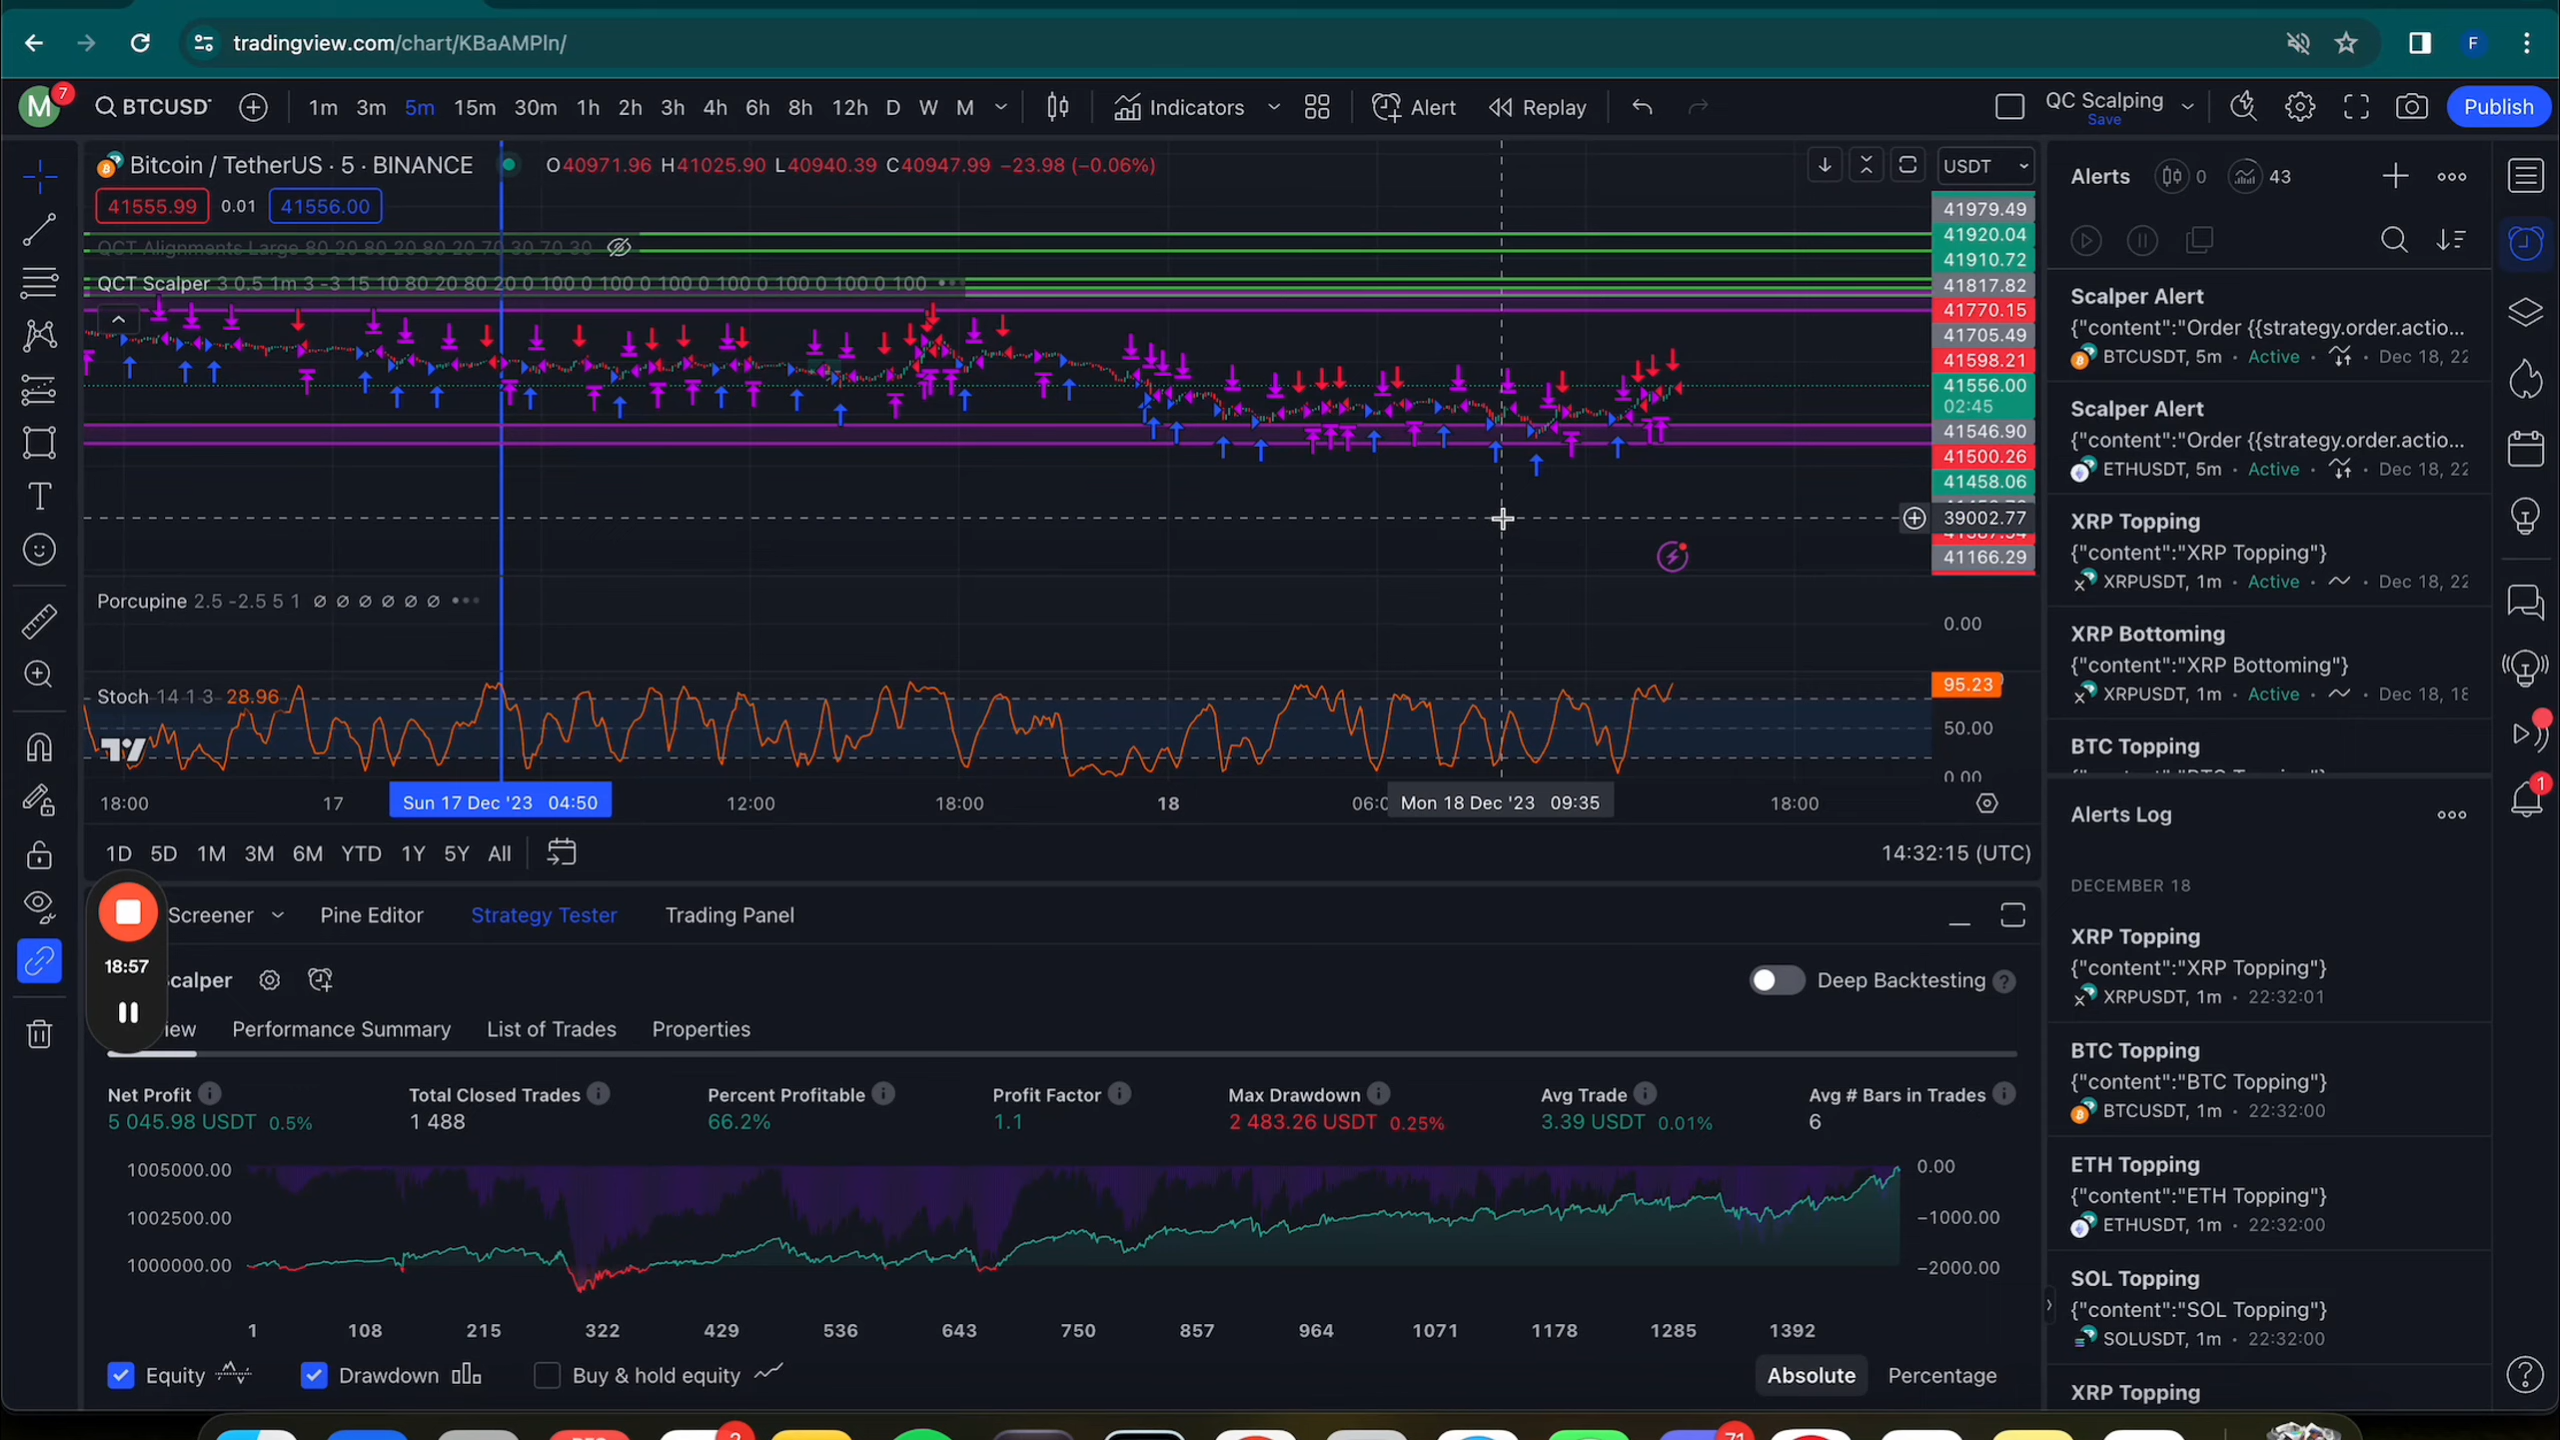 tradingview.com/chart/KBaAMPln/
F
M 7 BTCUSDT 1m 3m 5m 15m 30m 1h 2h 3h 4h 6h 8h 12h D W M Indicators Alert Replay QC Scalping Save Publish
Bitcoin / TetherUS · 5 · BINANCE O40971.96 H41025.90 L40940.39 C40947.99 −23.98 (−0.06%) USDT
41555.99 0.01 41556.00
QCT Alignments Large 80 20 80 20 80 20 70 30 70 30
QCT Scalper 3 0.5 1m 3 -3 15 10 80 20 80 20 0 100 0 100 0 100 0 100 0 100 0 100
41979.49
41920.04
41910.72
41817.82
41770.15
41705.49
41598.21
41556.00
02:45
41546.90
41500.26
41458.06
39002.77
41166.29
Porcupine 2.5 -2.5 5 1 ∅ ∅ ∅ ∅ ∅ ∅
0.00
Stoch 14 1 3 28.96
95.23
50.00
0.00
18:00 17 Sun 17 Dec '23 04:50 12:00 18:00 18 06:0 Mon 18 Dec '23 09:35 18:00
1D 5D 1M 3M 6M YTD 1Y 5Y All 14:32:15 (UTC)
Screener Pine Editor Strategy Tester Trading Panel
18:57
calper Deep Backtesting
iew Performance Summary List of Trades Properties
Net Profit Total Closed Trades Percent Profitable Profit Factor Max Drawdown Avg Trade Avg # Bars in Trades
5 045.98 USDT 0.5% 1 488 66.2% 1.1 2 483.26 USDT 0.25% 3.39 USDT 0.01% 6
1005000.00 0.00
1002500.00 −1000.00
1000000.00 −2000.00
1 108 215 322 429 536 643 750 857 964 1071 1178 1285 1392
Equity Drawdown Buy & hold equity Absolute Percentage
Alerts 0 43
Scalper Alert
{"content":"Order {{strategy.order.actio...
BTCUSDT, 5m · Active · Dec 18, 22
Scalper Alert
{"content":"Order {{strategy.order.actio...
ETHUSDT, 5m · Active · Dec 18, 22
XRP Topping
{"content":"XRP Topping"}
XRPUSDT, 1m · Active · Dec 18, 22
XRP Bottoming
{"content":"XRP Bottoming"}
XRPUSDT, 1m · Active · Dec 18, 18
BTC Topping
Alerts Log
DECEMBER 18
XRP Topping
{"content":"XRP Topping"}
XRPUSDT, 1m · 22:32:01
BTC Topping
{"content":"BTC Topping"}
BTCUSDT, 1m · 22:32:00
ETH Topping
{"content":"ETH Topping"}
ETHUSDT, 1m · 22:32:00
SOL Topping
{"content":"SOL Topping"}
SOLUSDT, 1m · 22:32:00
XRP Topping
1
71